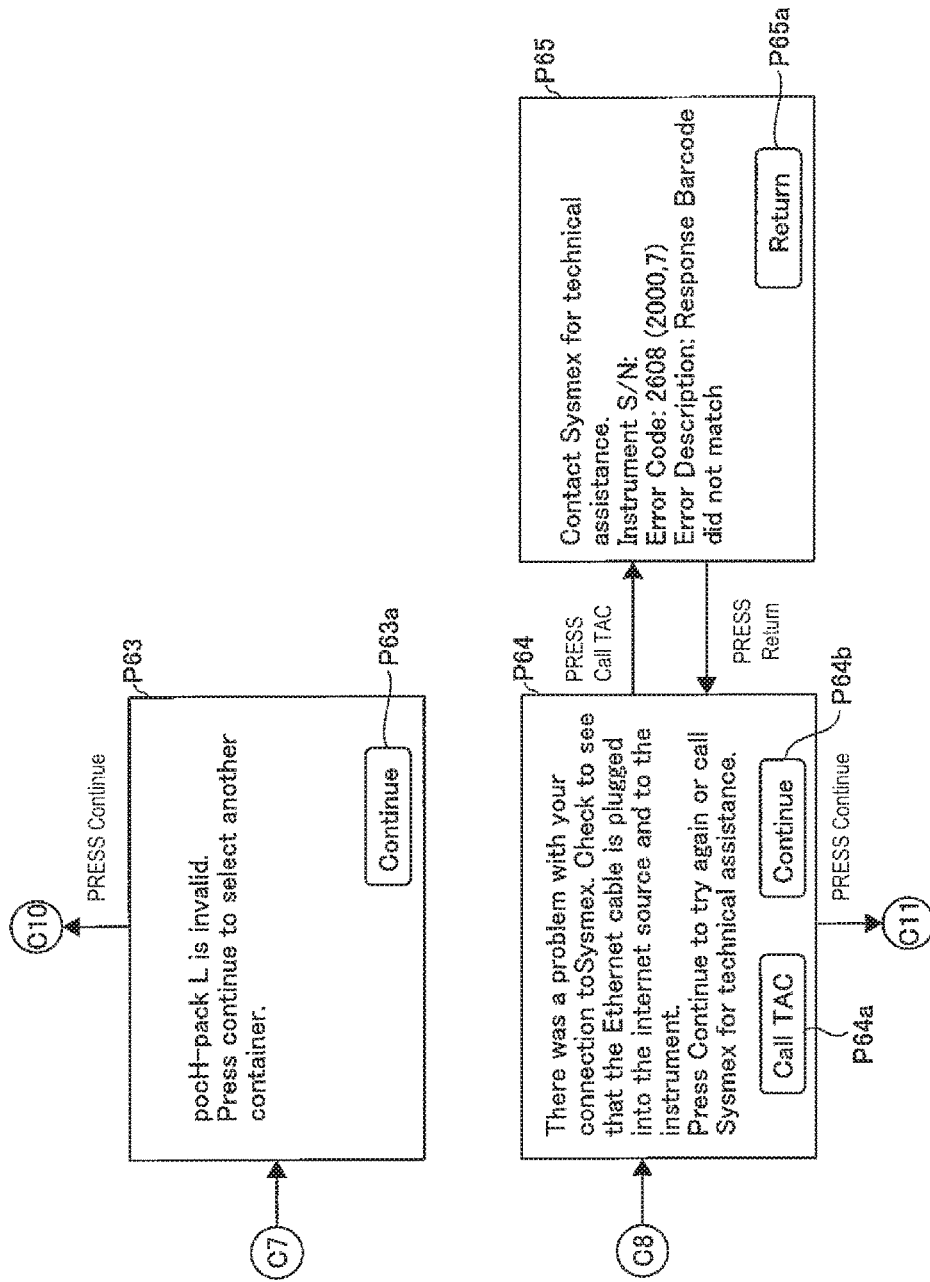 C10
PRESS Continue
P63
C7
pocH-pack L is invalid.
Press continue to select another
container.
Continue
P63a
C8
P64
There was a problem with your
connection toSysmex. Check to see
that the Ethernet cable is plugged
into the internet source and to the
instrument.
Press Continue to try again or call
Sysmex for technical assistance.
Call TAC
Continue
P64a
P64b
PRESS Continue
C11
PRESS
Call TAC
PRESS
Return
P65
Contact Sysmex for technical
assistance.
Instrument S/N:
Error Code: 2608 (2000,7)
Error Description: Response Barcode
did not match
Return
P65a